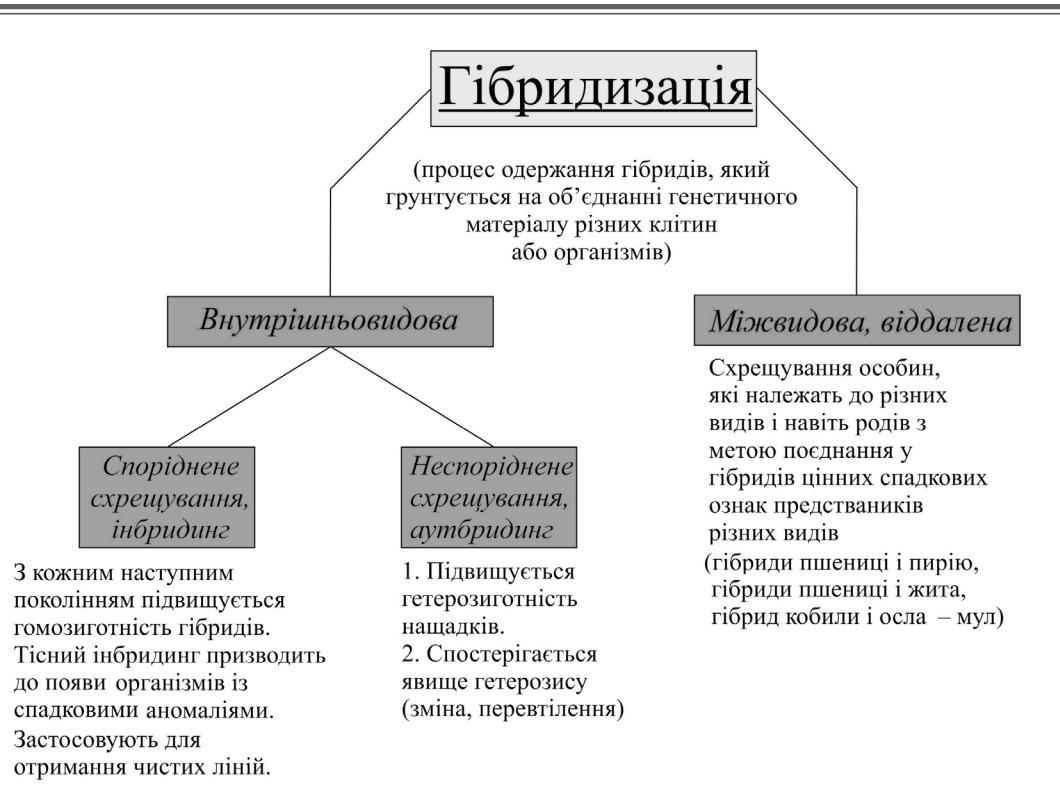 Гібридизація
(процес одержання гібридів, який
грунтується на об’єднанні генетичного
матеріалу різних клітин
або організмів)
Внутрішньовидова
Міжвидова, віддалена
Схрещування особин,
які належать до різних
видів і навіть родів з
метою поєднання у
гібридів цінних спадкових
ознак предстваників
різних видів
(гібриди пшениці і пирію,
гібриди пшениці і жита,
гібрид кобили і осла – мул)
Споріднене
схрещування,
інбридинг
З кожним наступним
поколінням підвищується
гомозиготність гібридів.
Тісний інбридинг призводить
до появи організмів із
спадковими аномаліями.
Застосовують для
отримання чистих ліній.
Неспоріднене
схрещування,
аутбридинг
1. Підвищується
гетерозиготність
нащадків.
2. Спостерігається
явище гетерозису
(зміна, перевтілення)